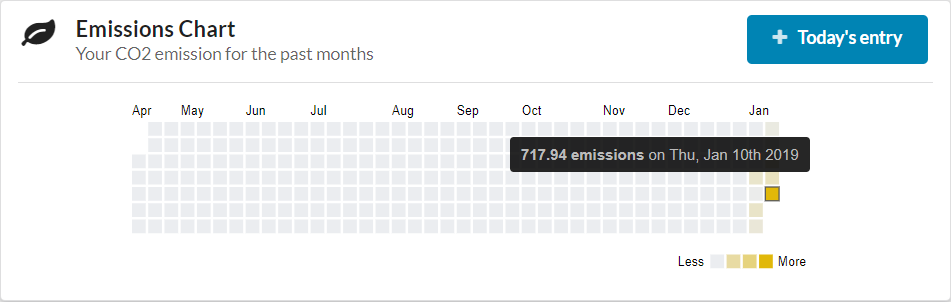 Emissions Chart
Your CO2 emission for the past months
+ Today's entry
Apr May Jun Jul Aug Sep Oct Nov Dec Jan
717.94 emissions on Thu, Jan 10th 2019
Less More